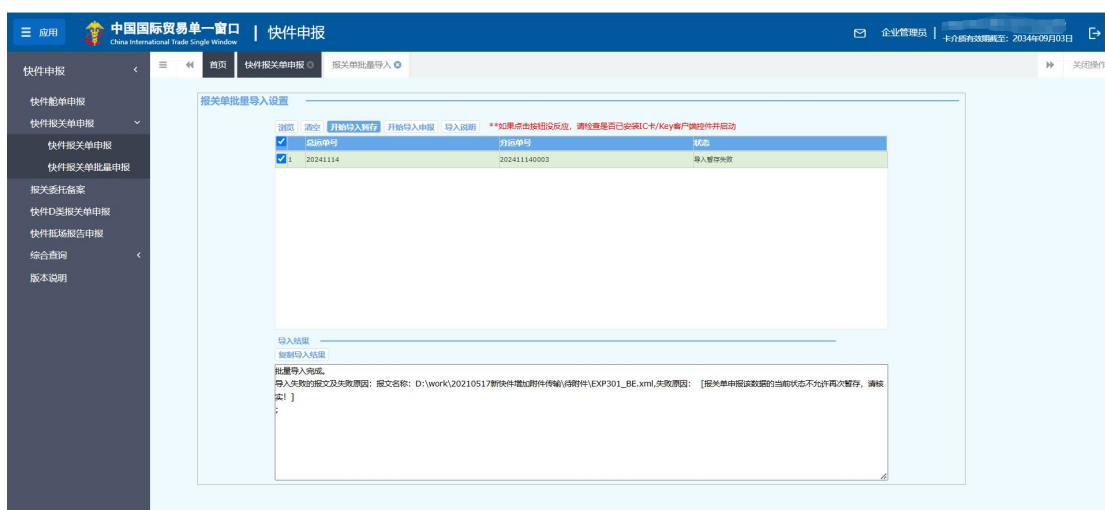 应用
中国国际贸易单一窗口
China International Trade Single Window
快件申报
企业管理员
卡介质有效期截至：2034年09月03日
快件申报
首页
快件报关单申报
报关单批量导入
关闭操作
快件舱单申报
快件报关单申报
快件报关单申报
快件报关单批量申报
报关委托备案
快件D类报关单申报
快件抵场报告申报
综合查询
版本说明
报关单批量导入设置
浏览 清空 开始导入暂存 开始导入申报 导入说明 **如果点击按钮没反应，请检查是否已安装IC卡/Key客户端控件并启动
总运单号 分运单号 状态
1 20241114 202411140003 导入暂存失败
导入结果
复制导入结果
批量导入完成。
导入失败的报文及失败原因：报文名称：D:\work\20210517新快件增加附件传输\待附件\EXP301_BE.xml,失败原因： [报关单申报该数据的当前状态不允许再次暂存，请核
实！]
;